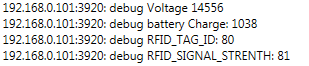 192.168.0.101:3920: debug Voltage 14556
192.168.0.101:3920: debug battery Charge: 1038
192.168.0.101:3920: debug RFID_TAG_ID: 80
192.168.0.101:3920: debug RFID_SIGNAL_STRENTH: 81